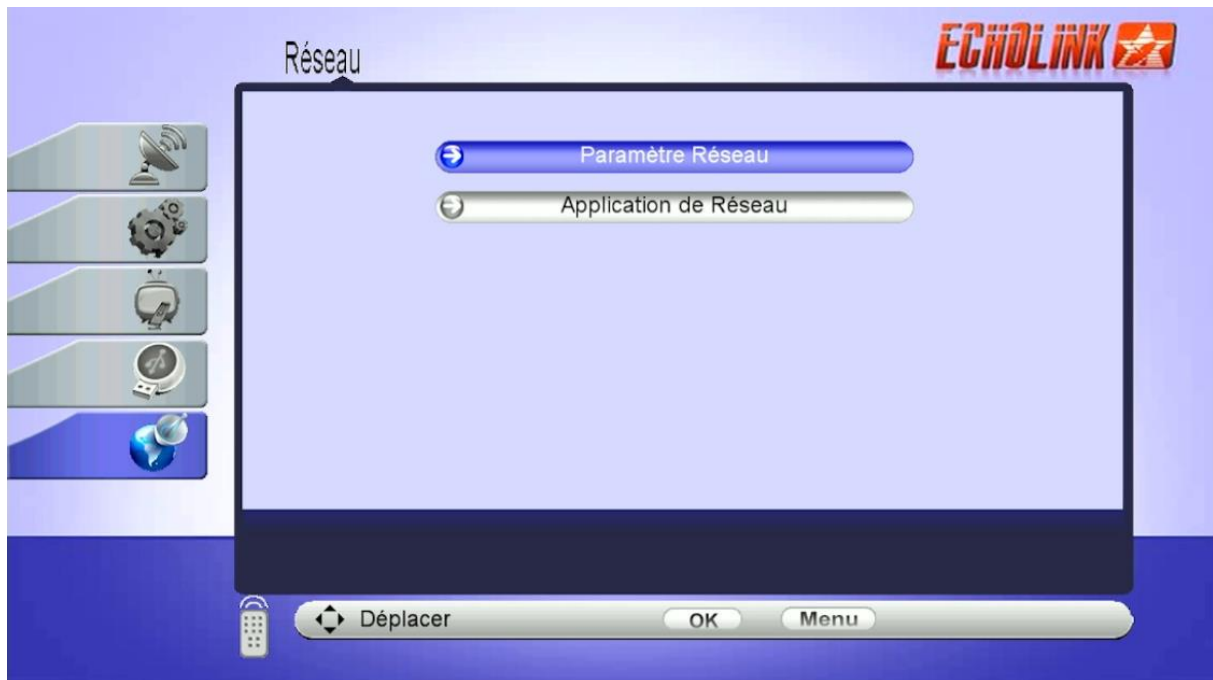 Réseau
ECHOLINK
Paramètre Réseau
Application de Réseau
Déplacer OK Menu